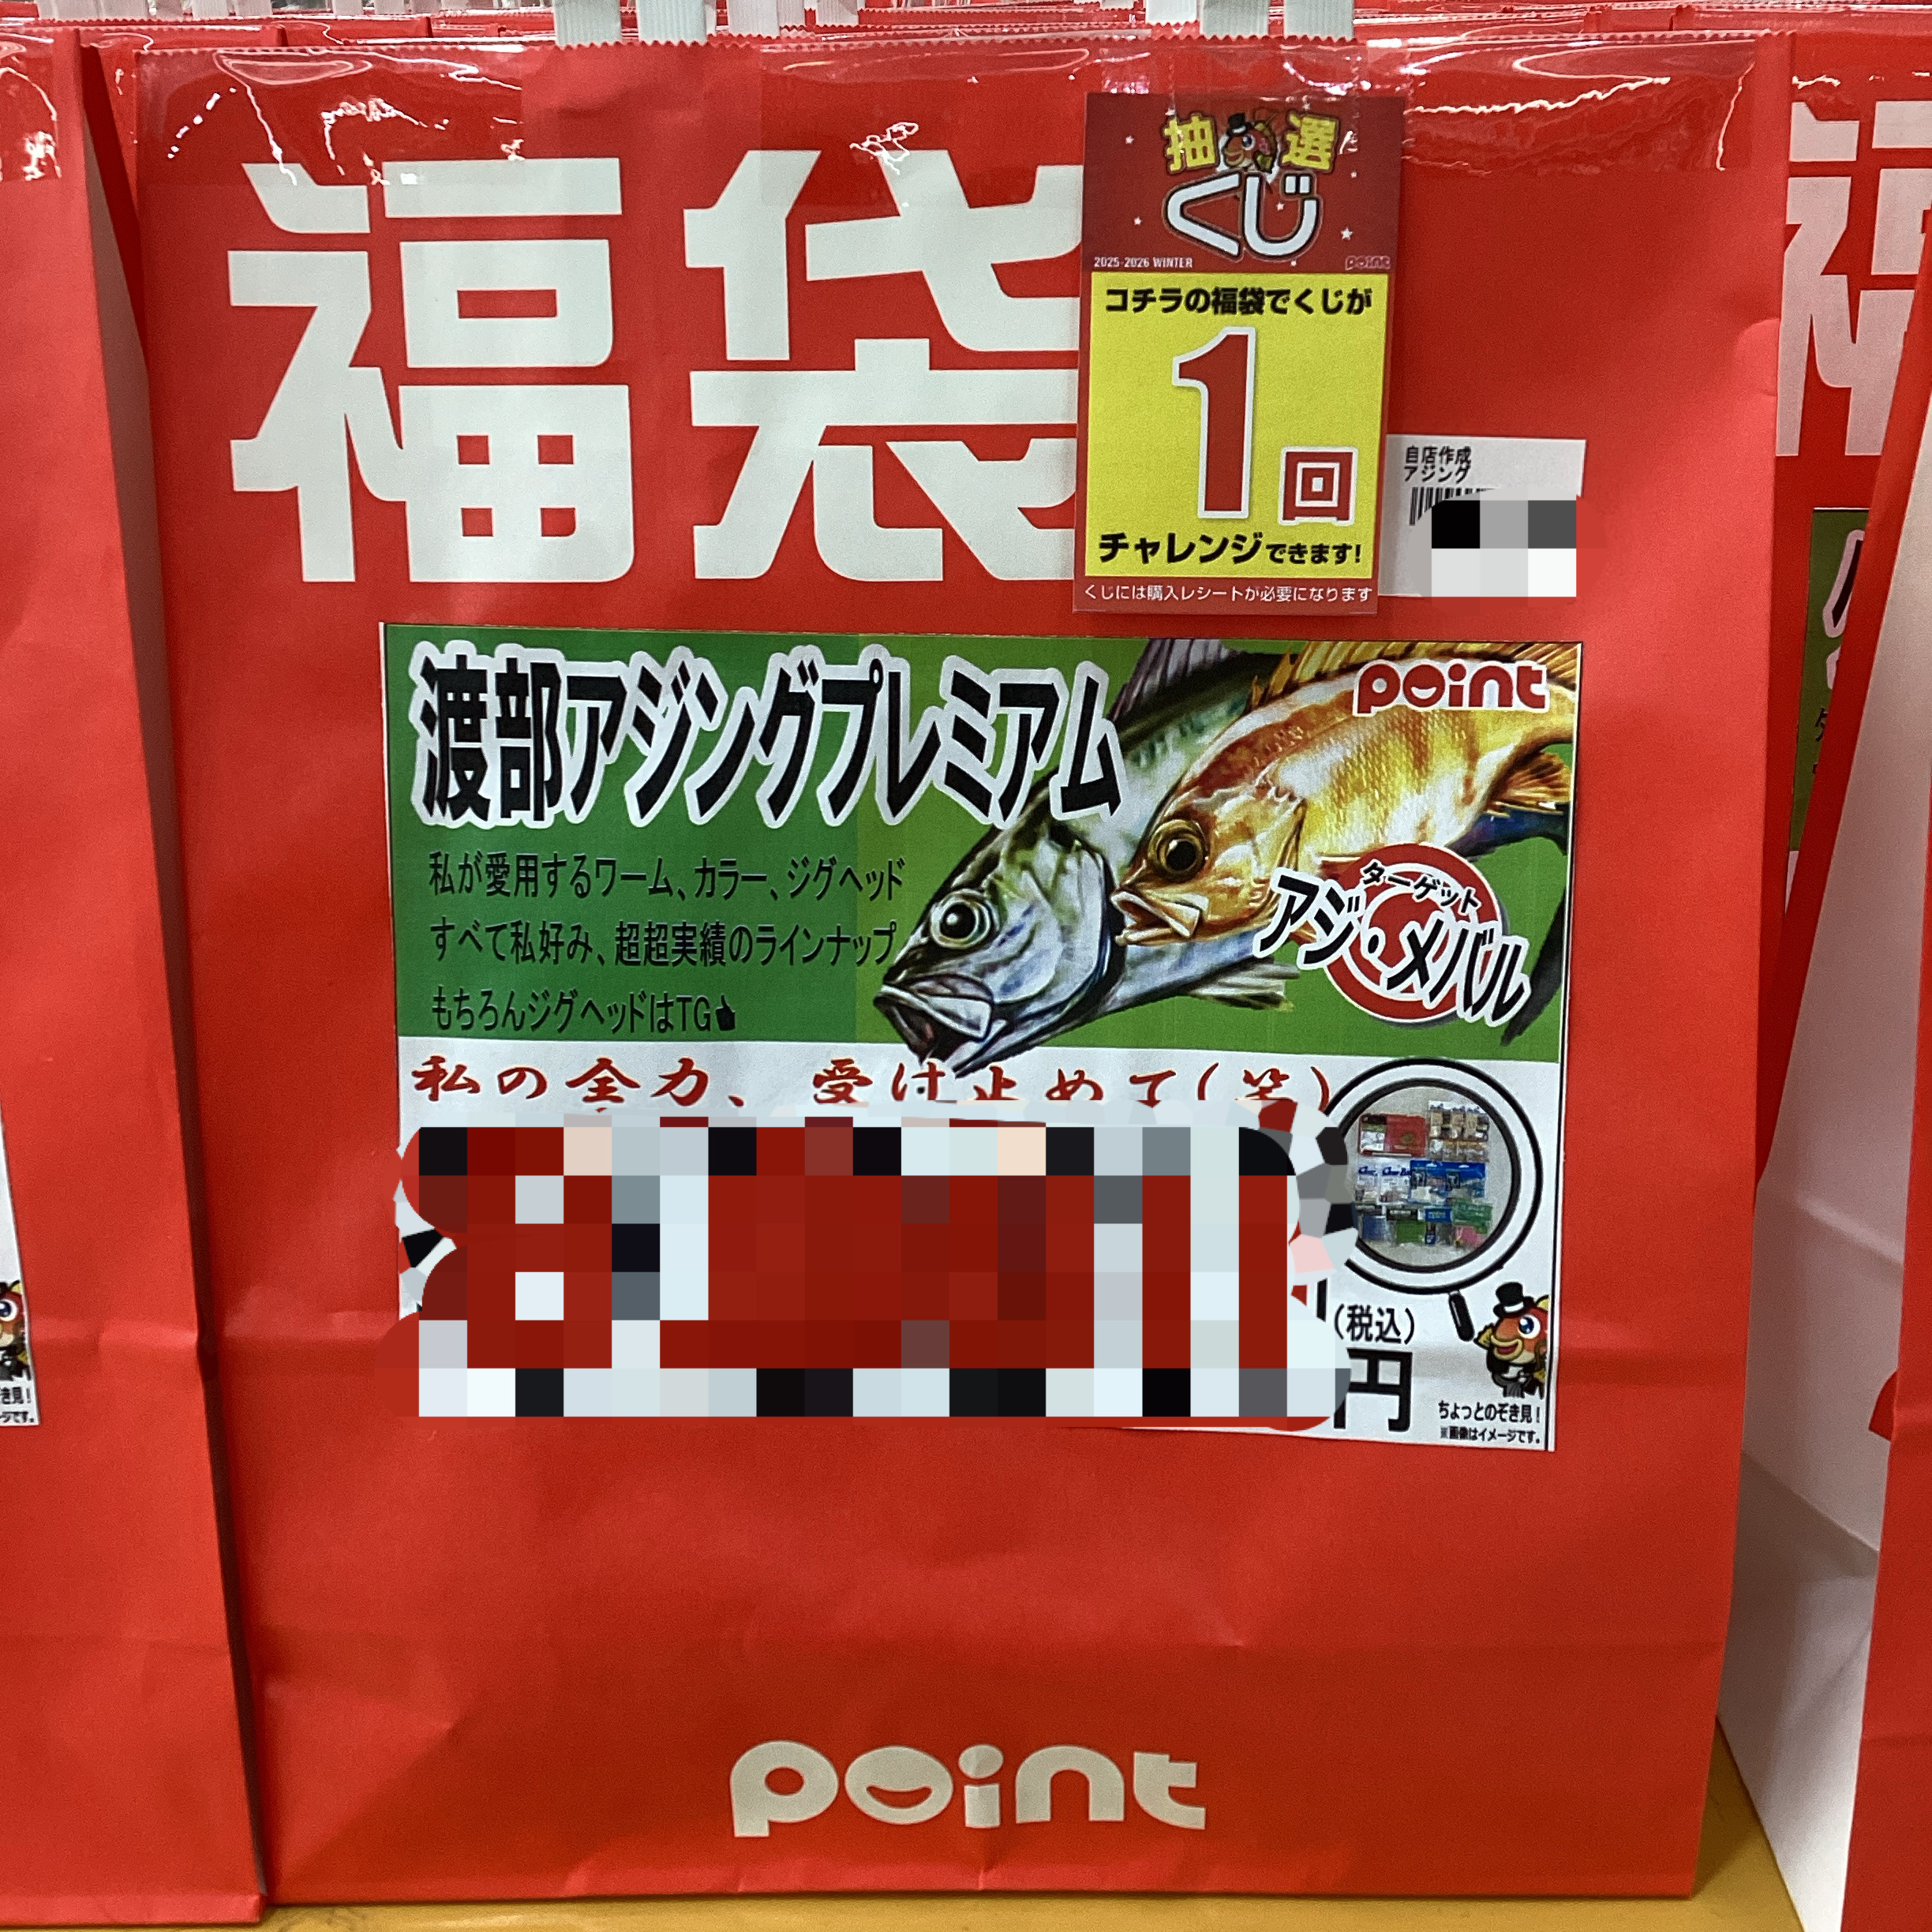 福袋
抽選
くじ
2025-2026 WINTER
point
コチラの福袋でくじが
1回
チャレンジできます!
くじには購入レシートが必要になります
自店作成
アジング
渡部アジングプレミアム
point
私が愛用するワーム、カラー、ジグヘッド
すべて私好み、超超実績のラインナップ
もちろんジグヘッドはTG👍
ターゲット
アジ・メバル
私の全力、受け止めて(笑)
(税込)
円
ちょっとのぞき見!
※画像はイメージです。
point